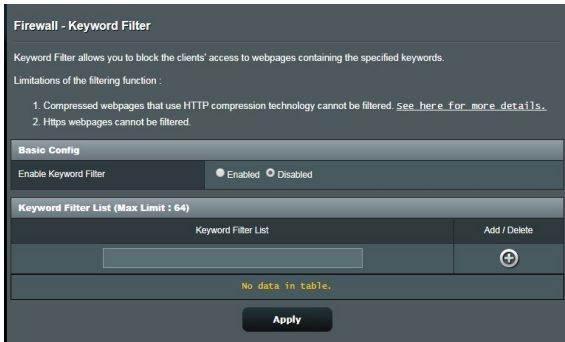 Firewall - Keyword Filter
Keyword Filter allows you to block the clients' access to webpages containing the specified keywords.
Limitations of the filtering function :
1. Compressed webpages that use HTTP compression technology cannot be filtered. See here for more details.
2. Https webpages cannot be filtered.
Basic Config
Enable Keyword Filter Enabled Disabled
Keyword Filter List (Max Limit : 64)
Keyword Filter List Add / Delete
No data in table.
Apply